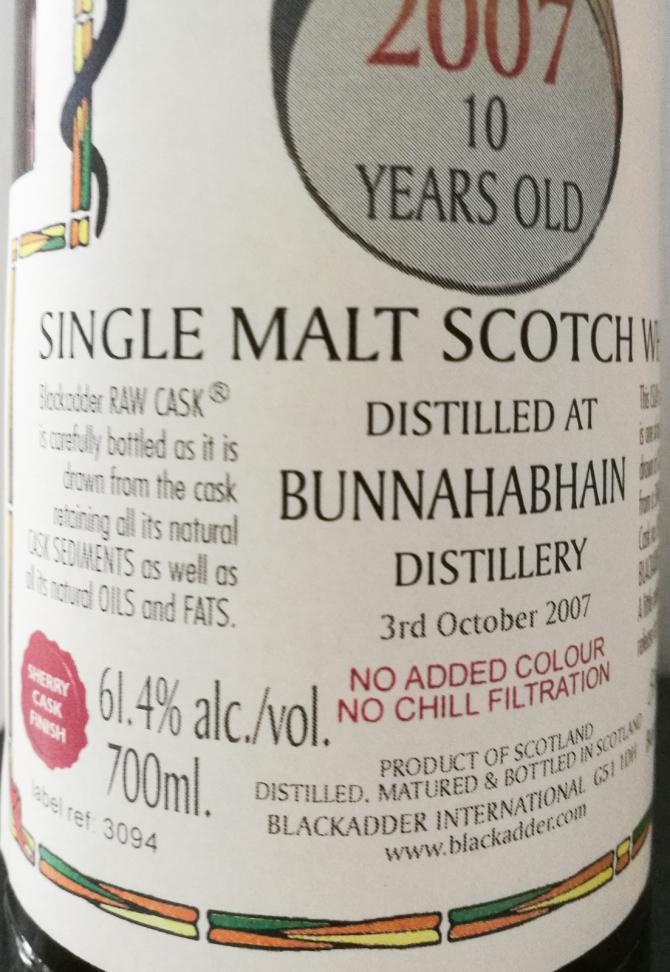 2007
10
YEARS OLD
SINGLE MALT SCOTCH
Blackadder RAW CASK®
is carefully bottled as it is
drawn from the cask
retaining all its natural
CASK SEDIMENTS as well as
all its natural OILS and FATS.
DISTILLED AT
BUNNAHABHAIN
DISTILLERY
3rd October 2007
NO ADDED COLOUR
NO CHILL FILTRATION
SHERRY
CASK
FINISH
61.4% alc./vol.
700ml.
label ref: 3094
PRODUCT OF SCOTLAND
DISTILLED, MATURED & BOTTLED IN SCOTLAND
BLACKADDER INTERNATIONAL G51 1DH
www.blackadder.com